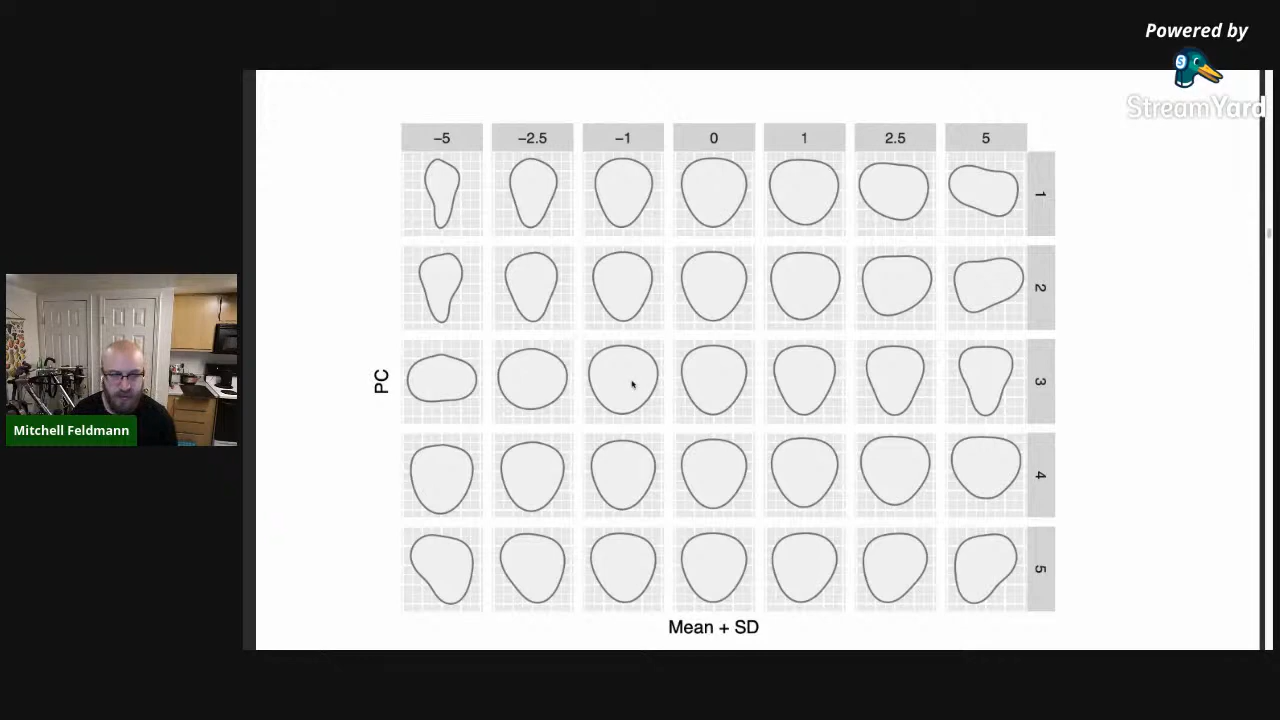 Powered by
S
StreamYard
−5 −2.5 −1 0 1 2.5 5
1
2
PC
3
4
5
Mean + SD
Mitchell Feldmann